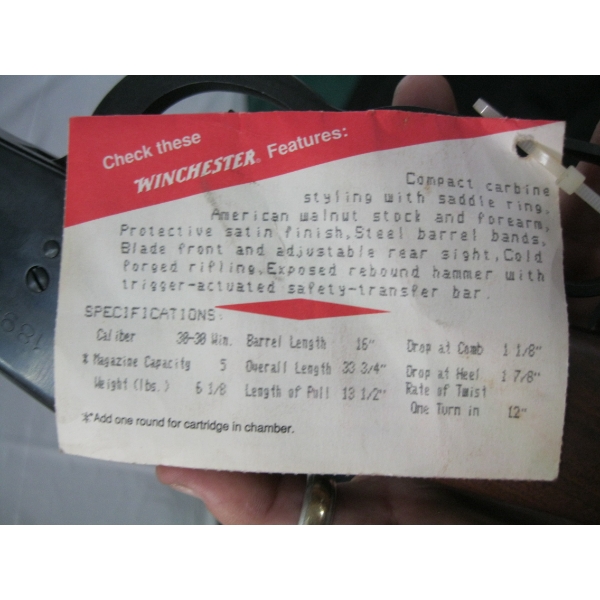 Check these
WINCHESTER® Features:
Compact carbine
styling with saddle ring,
American walnut stock and forearm,
Protective satin finish,Steel barrel bands,
Blade front and adjustable rear sight,Cold
forged rifling,Exposed rebound hammer with
trigger-actuated safety-transfer bar.
SPECIFICATIONS:
Caliber 30-30 Win. Barrel Length 16" Drop at Comb 1 1/8"
* Magazine Capacity 5 Overall Length 33 3/4" Drop at Heel 1 7/8"
Weight (lbs.) 6 1/8 Length of Pull 13 1/2" Rate of Twist
One Turn in 12"
*Add one round for cartridge in chamber.
189